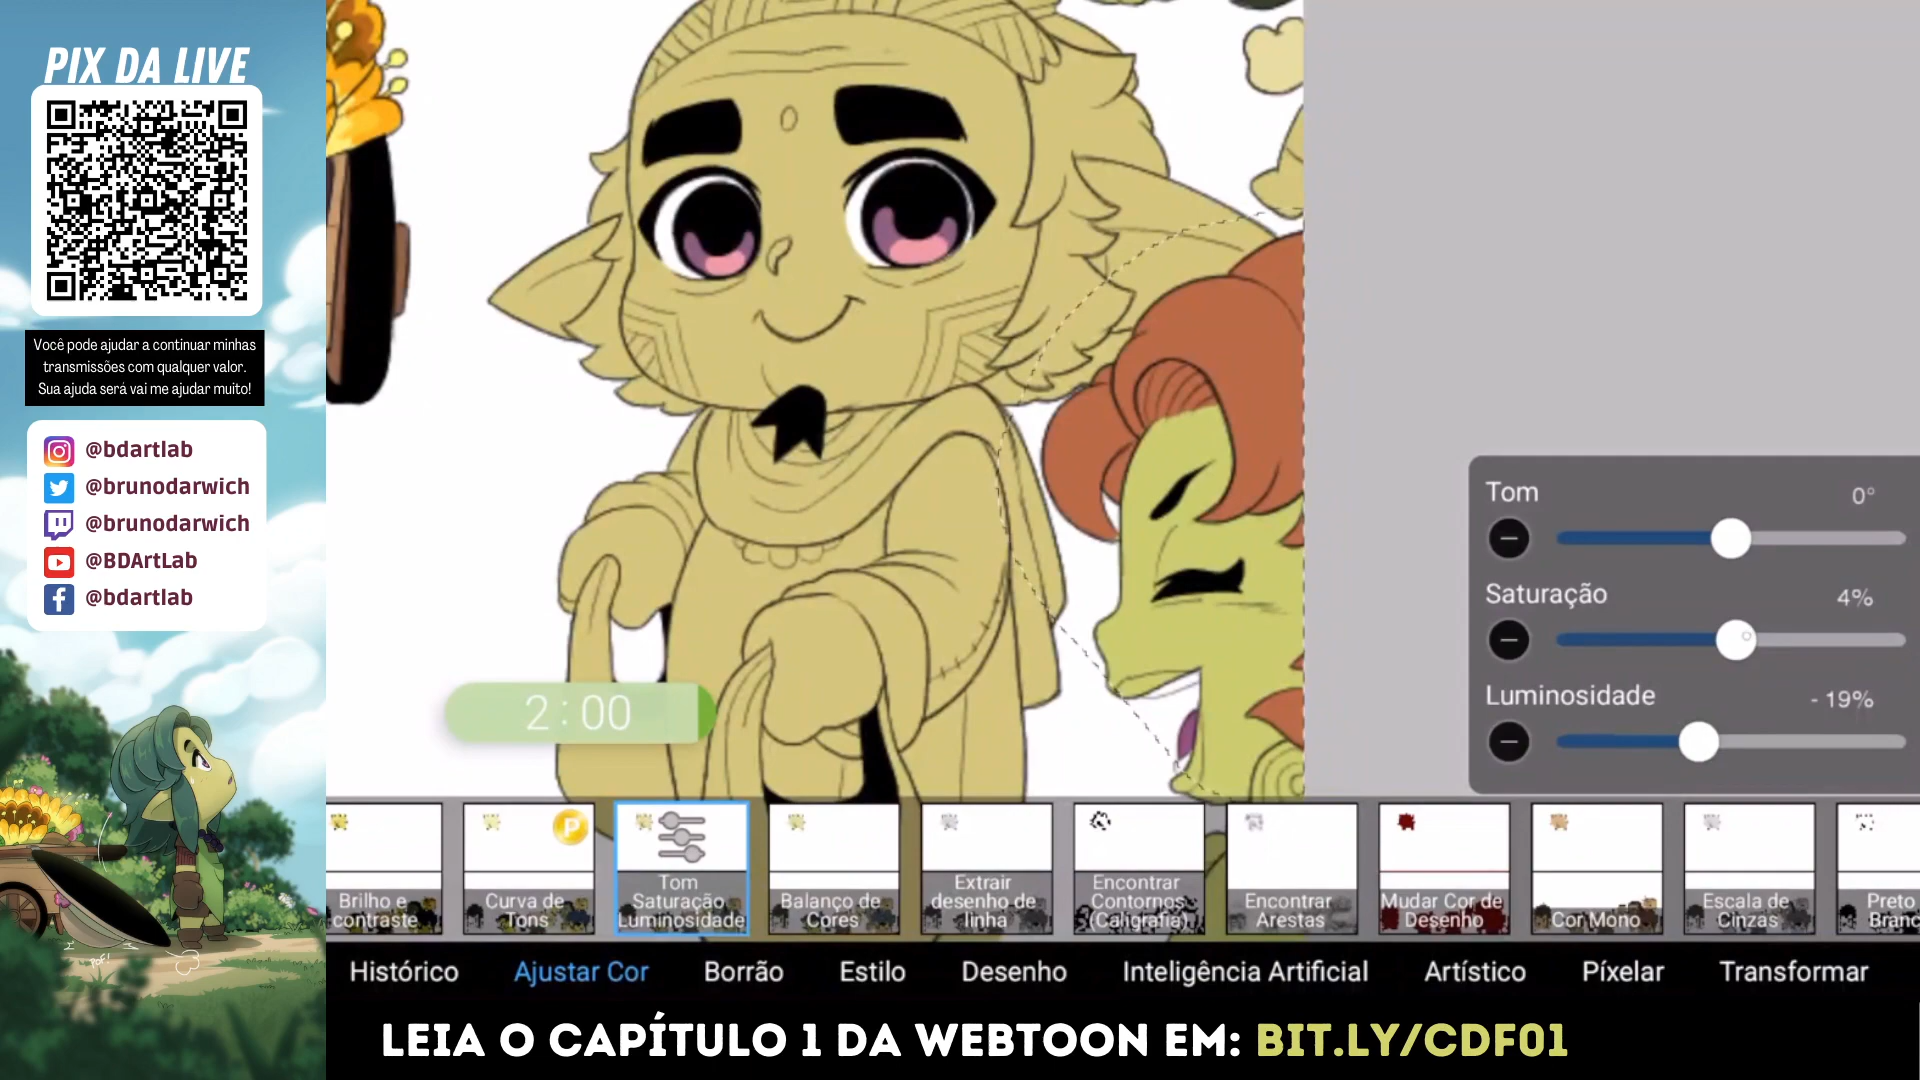 PIX DA LIVE
Você pode ajudar a continuar minhas
transmissões com qualquer valor.
Sua ajuda será vai me ajudar muito!
@bdartlab
@brunodarwich
@brunodarwich
@BDArtLab
@bdartlab
POF!
2:00
Tom 0°
Saturação 4%
Luminosidade - 19%
Brilho e
contraste
Curva de
Tons
P
Tom
Saturação
Luminosidade
Balanço de
Cores
Extrair
desenho de
linha
Encontrar
Contornos
(Caligrafia)
Encontrar
Arestas
Mudar Cor de
Desenho
Cor Mono
Escala de
Cinzas
Preto
Branc
Histórico Ajustar Cor Borrão Estilo Desenho Inteligência Artificial Artístico Píxelar Transformar
LEIA O CAPÍTULO 1 DA WEBTOON EM: BIT.LY/CDF01